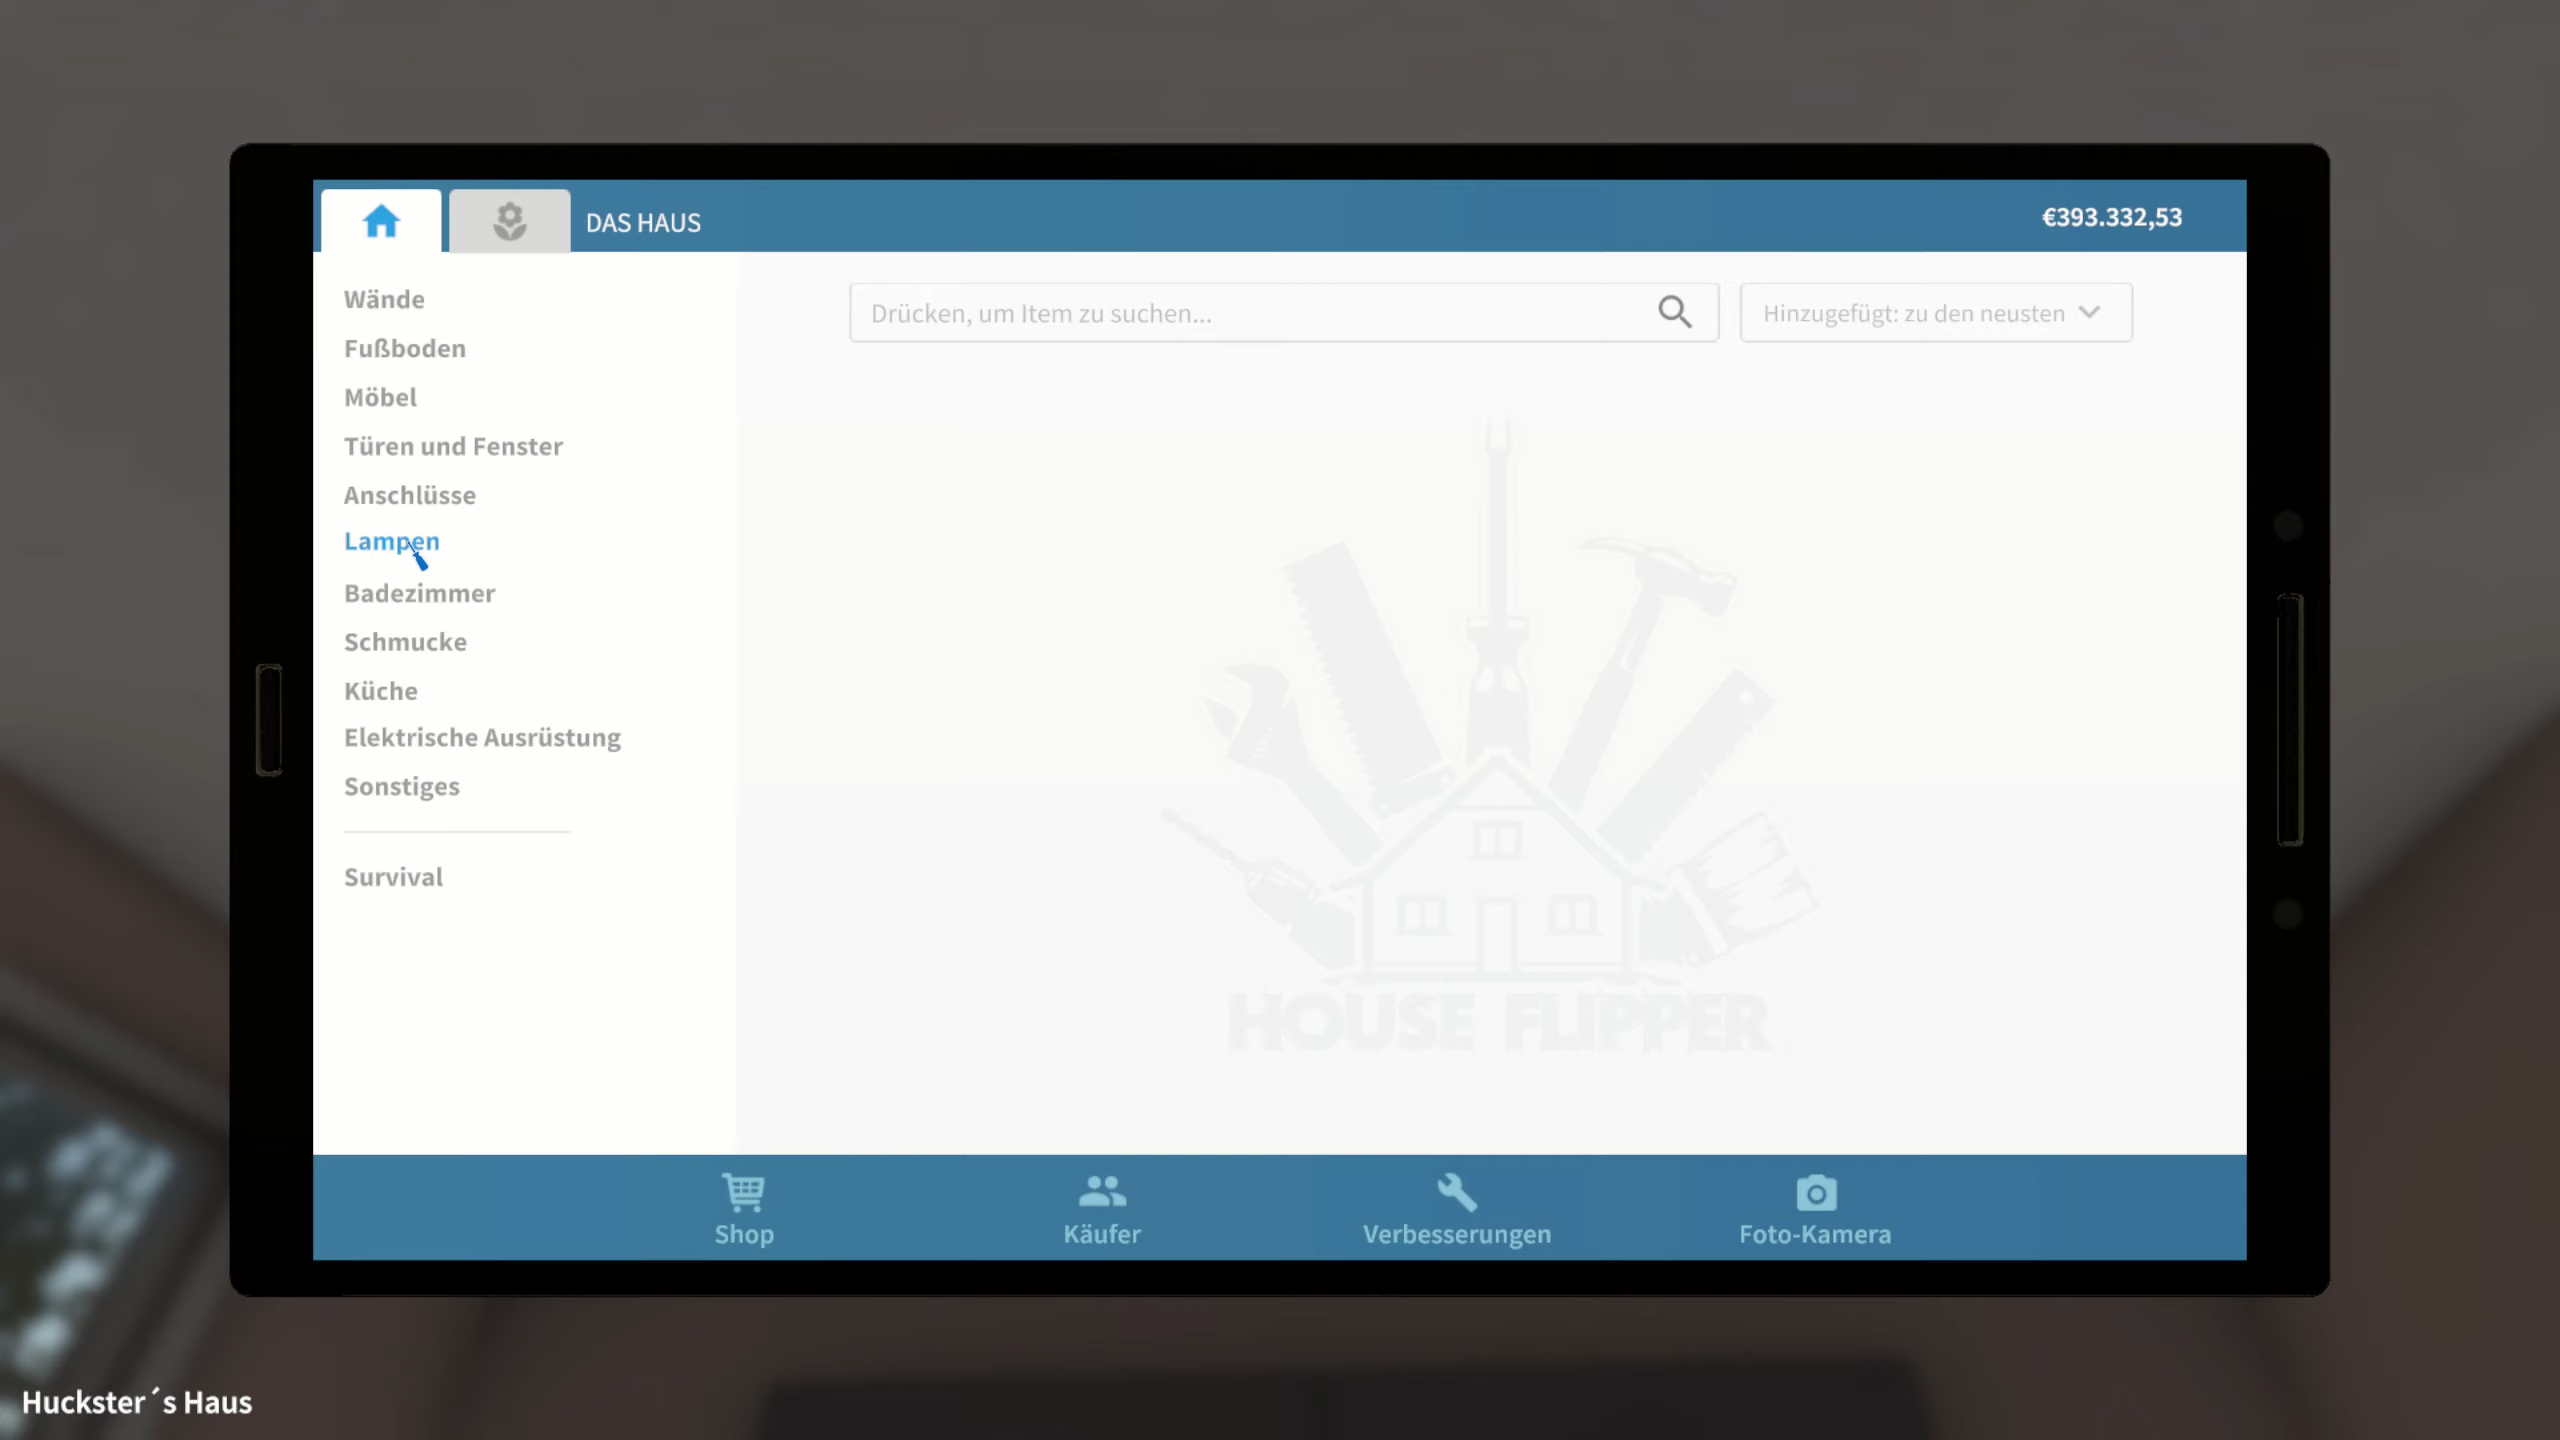 DAS HAUS
€393.332,53
Wände
Fußboden
Möbel
Türen und Fenster
Anschlüsse
Lampen
Badezimmer
Schmucke
Küche
Elektrische Ausrüstung
Sonstiges
Survival
Drücken, um Item zu suchen...
Hinzugefügt: zu den neusten
HOUSE FLIPPER
Shop
Käufer
Verbesserungen
Foto-Kamera
Huckster´s Haus